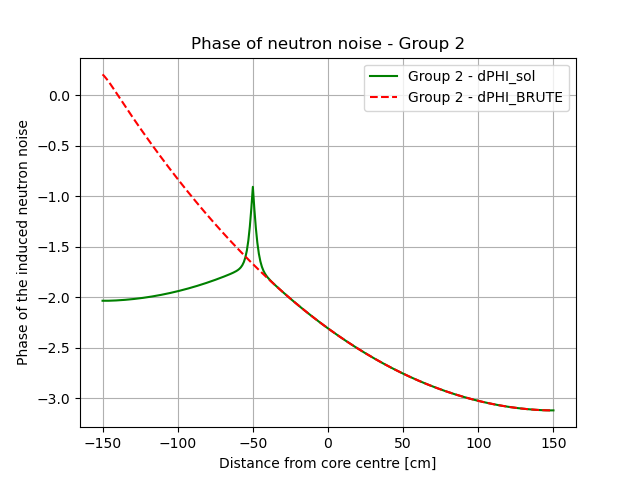 Phase of neutron noise - Group 2
Group 2 - dPHI_sol
Group 2 - dPHI_BRUTE
Phase of the induced neutron noise
0.0
−0.5
−1.0
−1.5
−2.0
−2.5
−3.0
−150
−100
−50
0
50
100
150
Distance from core centre [cm]